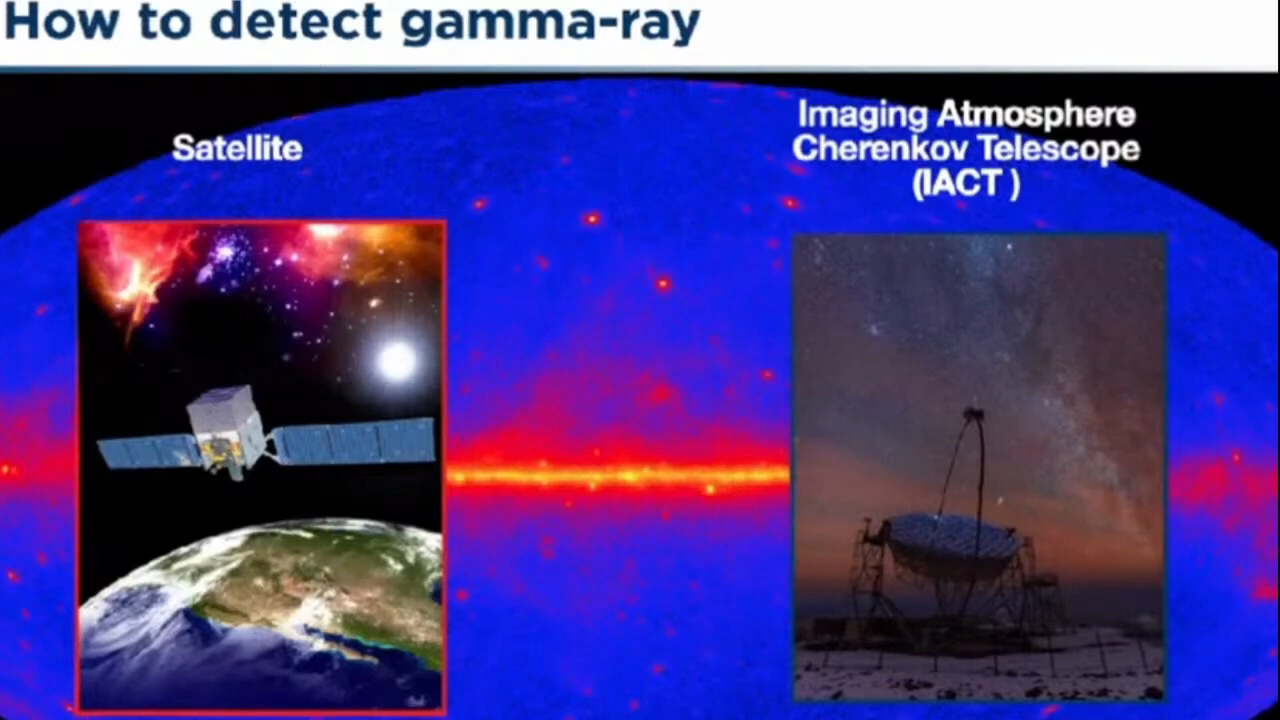 How to detect gamma-ray
Satellite
Imaging Atmosphere
Cherenkov Telescope
(IACT )